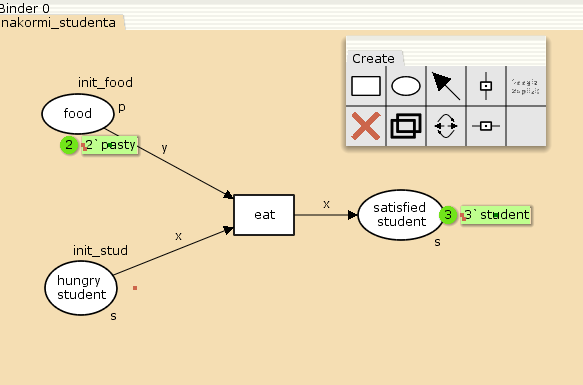 Binder 0
nakormi_studenta
Create
init_food
food
p
2
2`pasty
y
x
eat
x
satisfied
student
3
3`student
s
init_stud
hungry
student
s